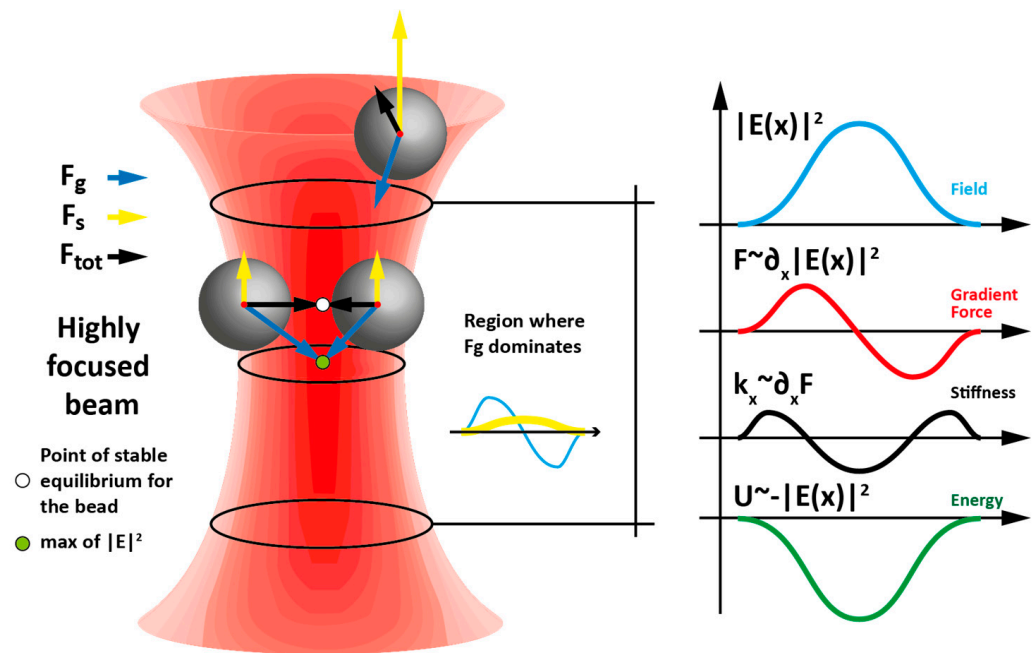 F_g
F_s
F_tot
Highly
focused
beam
Point of stable
equilibrium for
the bead
max of |E|²
Region where
Fg dominates
|E(x)|²
Field
F~∂ₓ|E(x)|²
Gradient
Force
kₓ~∂ₓF
Stiffness
U~-|E(x)|²
Energy